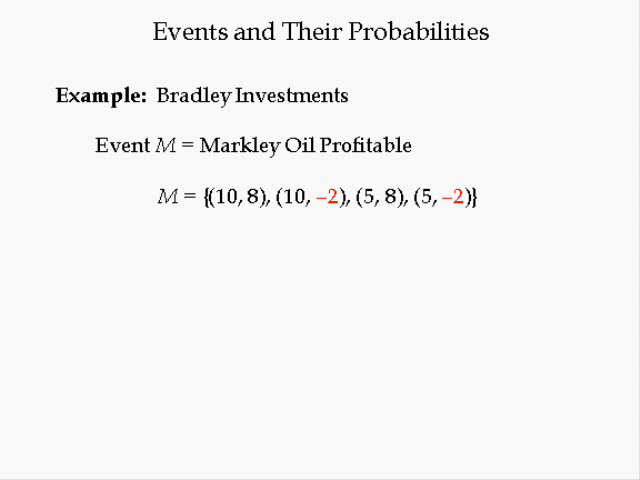 Events and Their Probabilities
Example: Bradley Investments
Event M = Markley Oil Profitable
M = {(10, 8), (10, –2), (5, 8), (5, –2)}